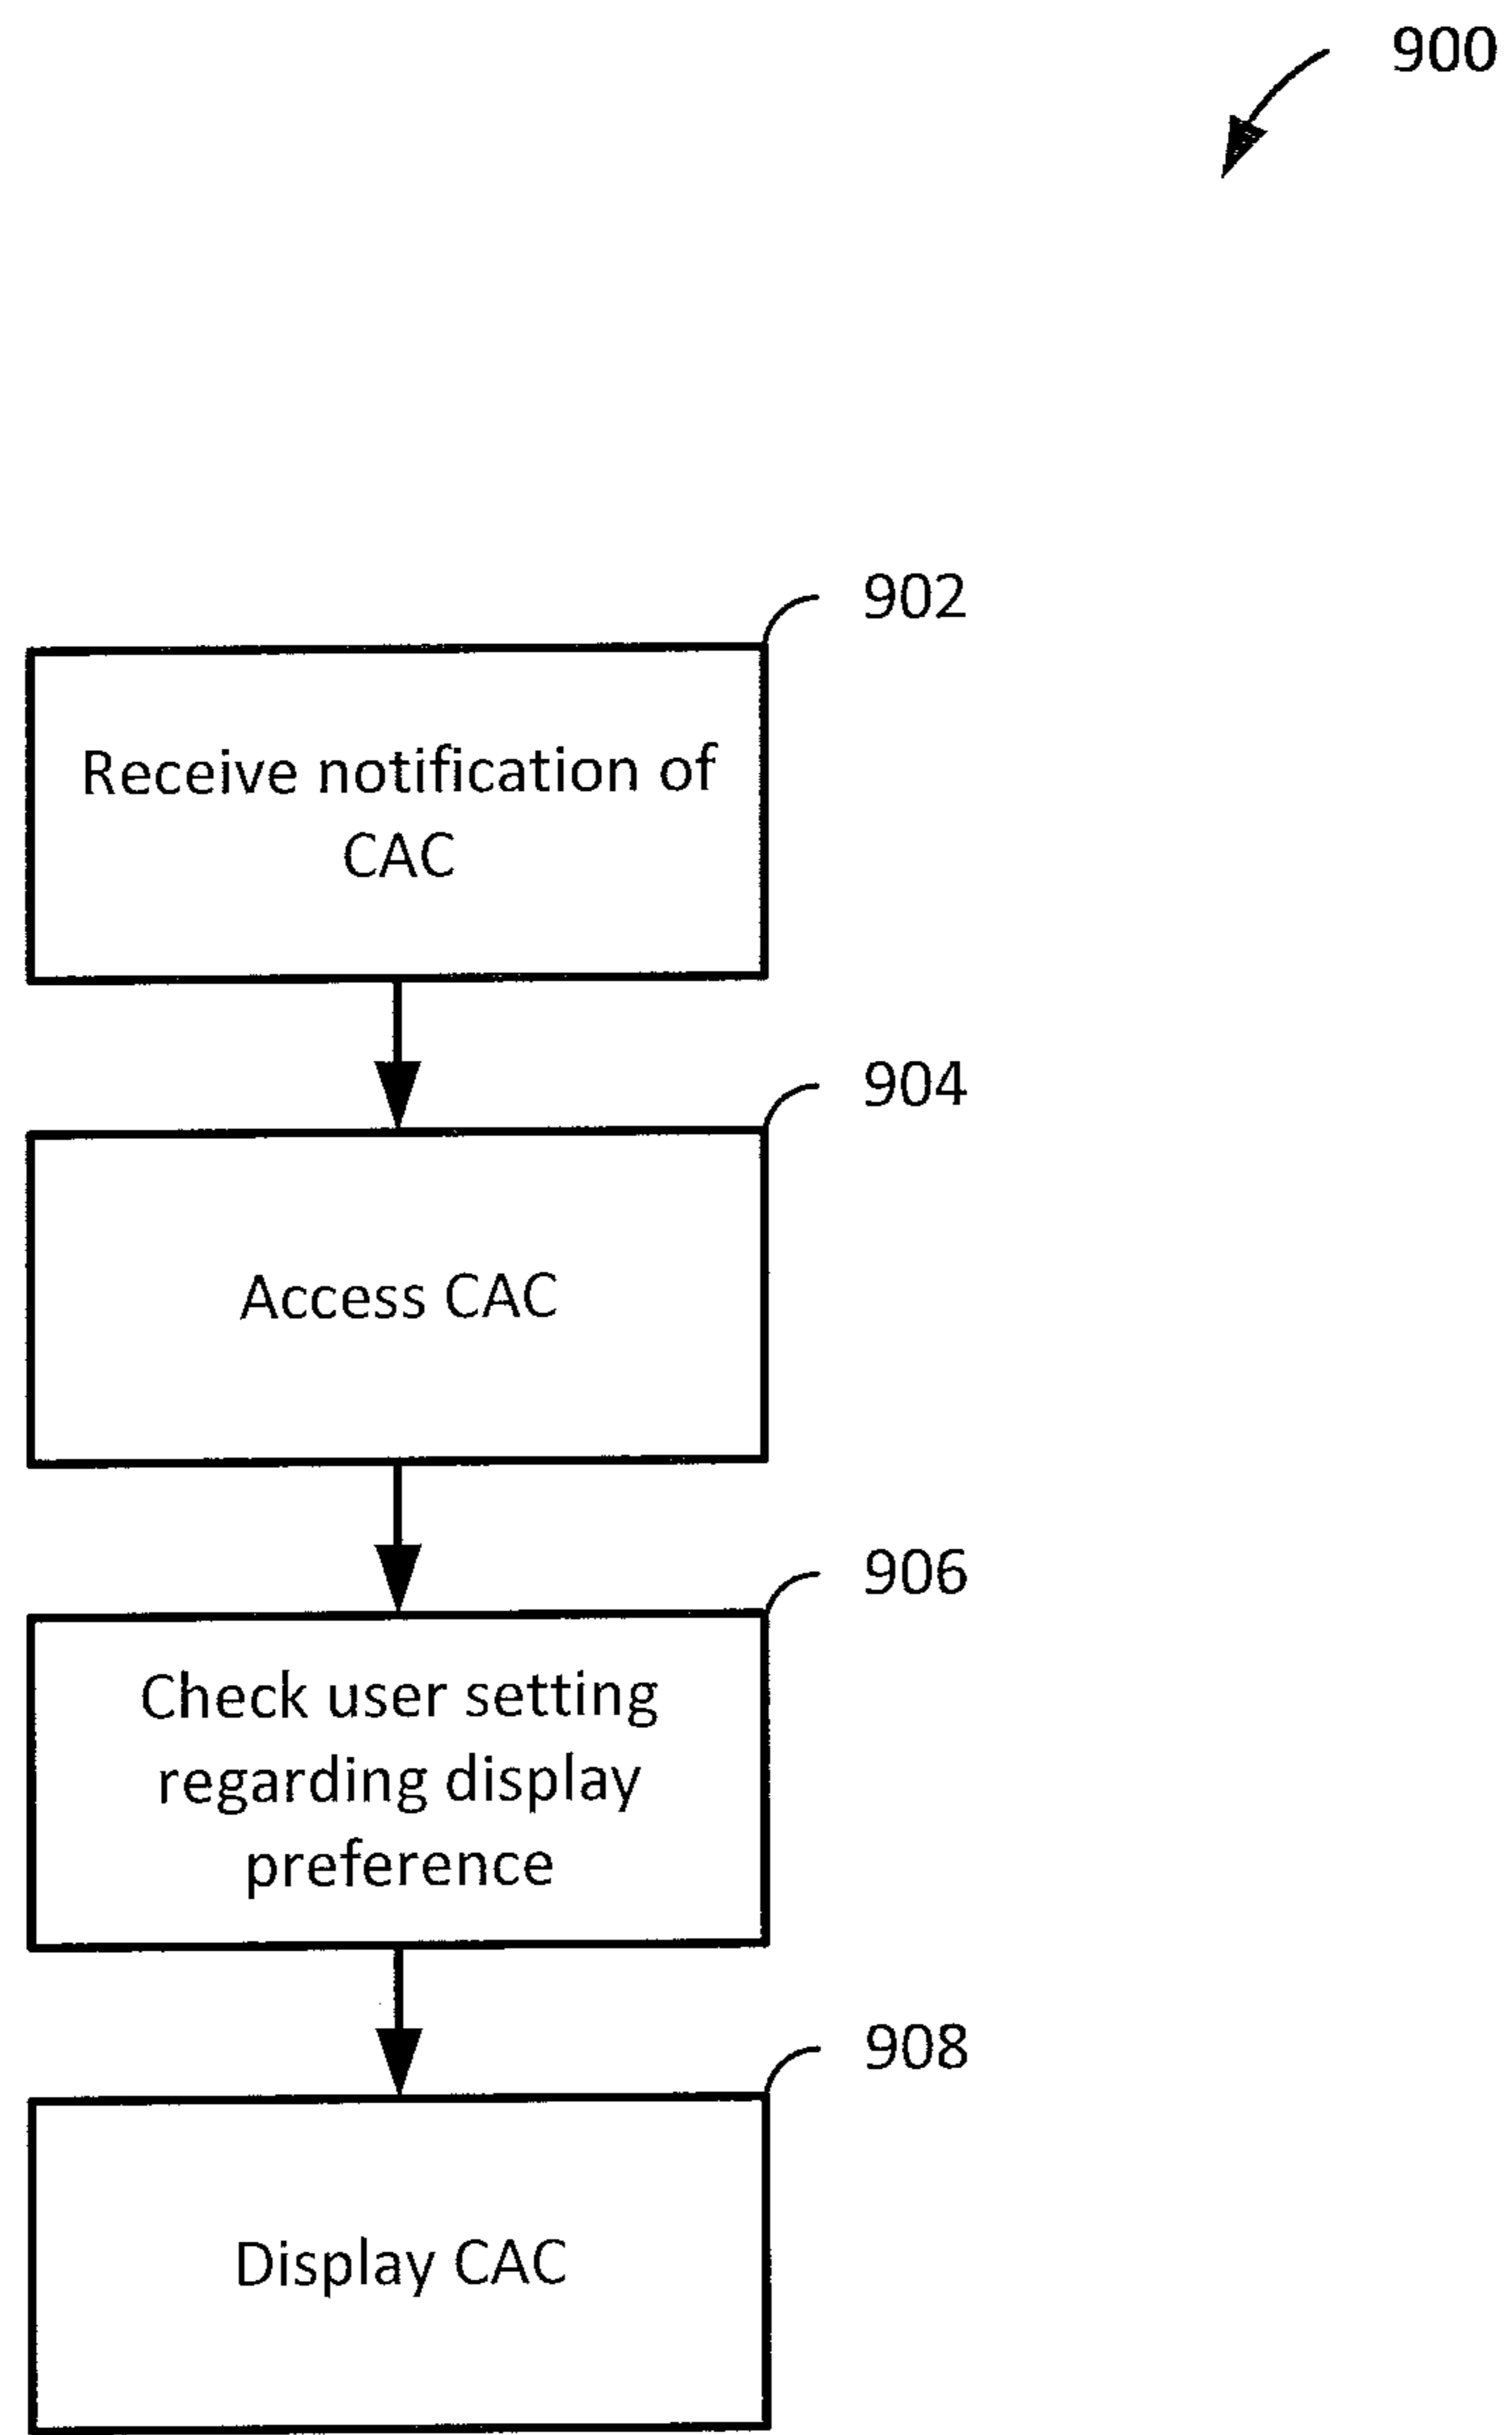 900
902
Receive notification of
CAC
904
Access CAC
906
Check user setting
regarding display
preference
908
Display CAC